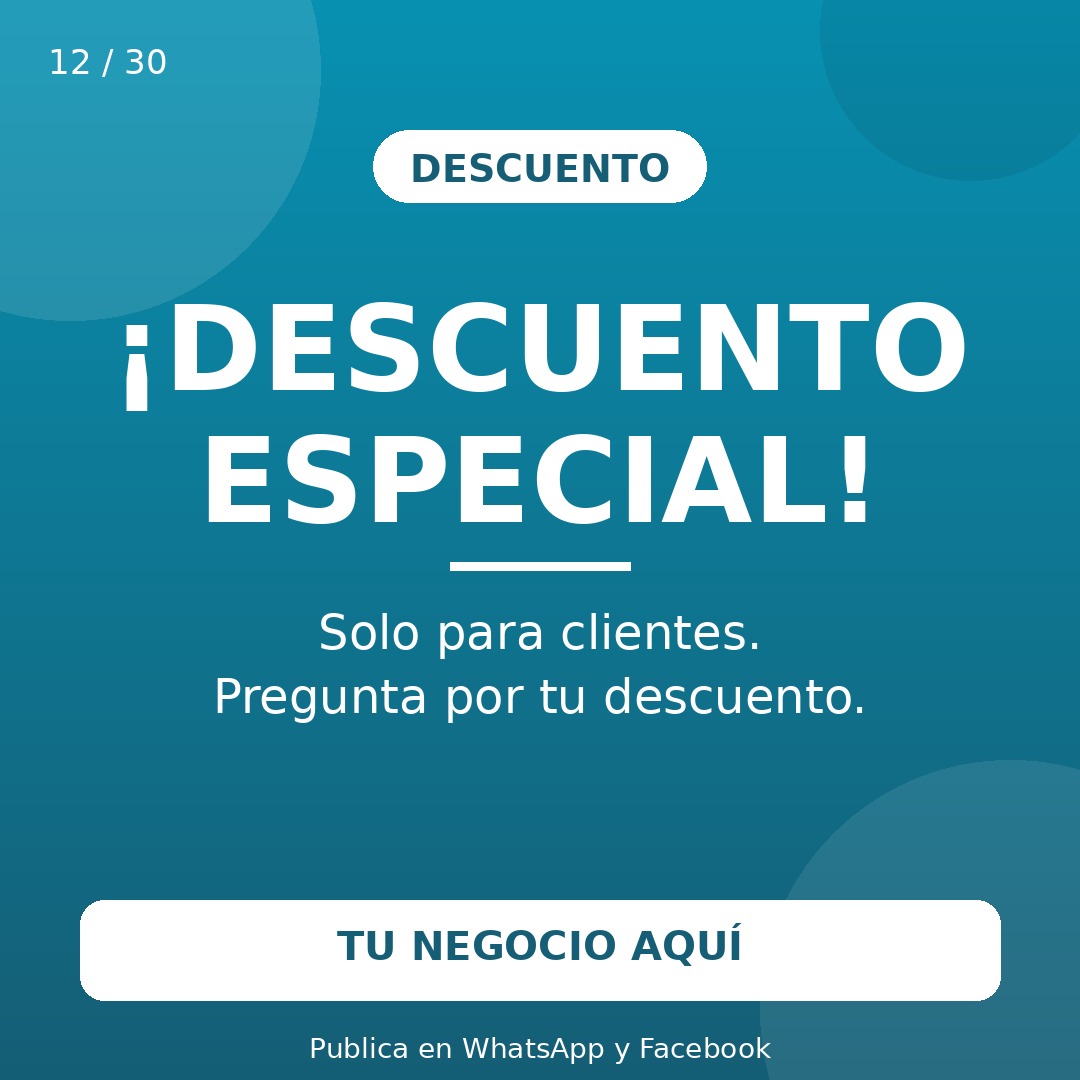 12 / 30
DESCUENTO
¡DESCUENTO
ESPECIAL!
Solo para clientes.
Pregunta por tu descuento.
TU NEGOCIO AQUÍ
Publica en WhatsApp y Facebook